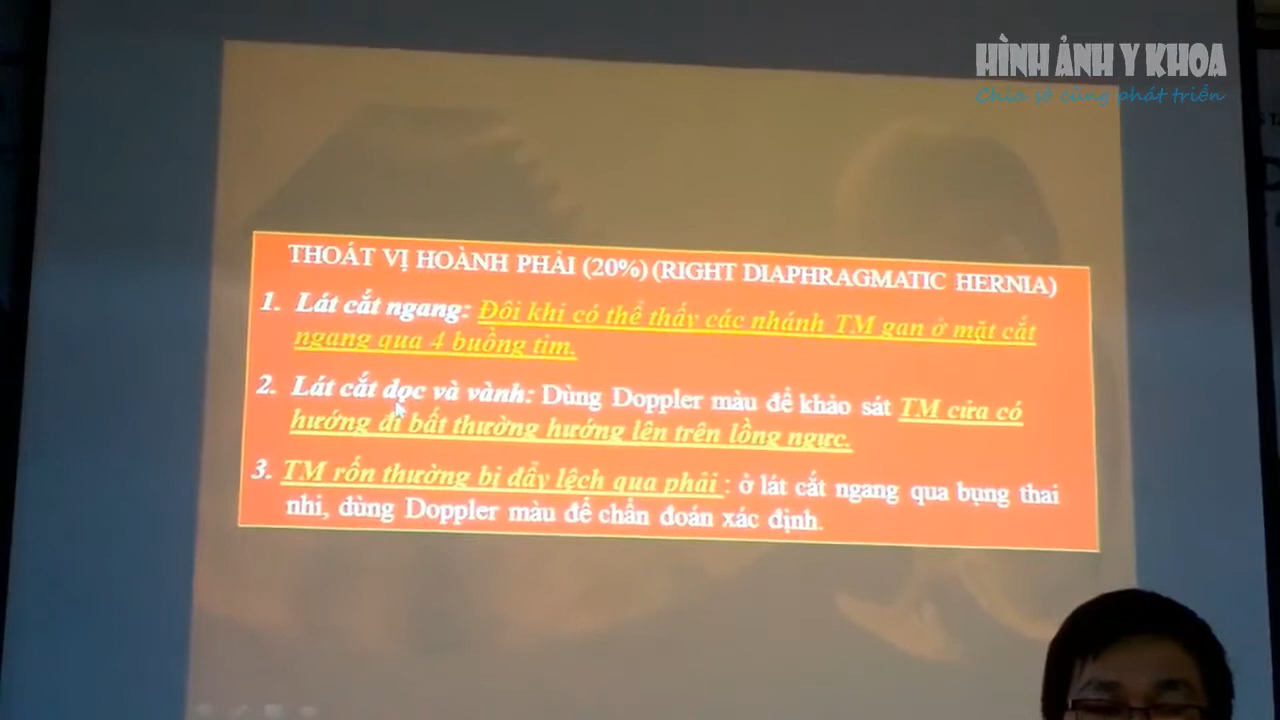 HÌNH ẢNH Y KHOA
Chia sẻ cùng phát triển
THOÁT VỊ HOÀNH PHẢI (20%) (RIGHT DIAPHRAGMATIC HERNIA)
1. Lát cắt ngang: Đôi khi có thể thấy các nhánh TM gan ở mặt cắt
ngang qua 4 buồng tim.
2. Lát cắt dọc và vành: Dùng Doppler màu để khảo sát TM cửa có
hướng đi bất thường hướng lên trên lồng ngực.
3. TM rốn thường bị đẩy lệch qua phải : ở lát cắt ngang qua bụng thai
nhi, dùng Doppler màu để chẩn đoán xác định.